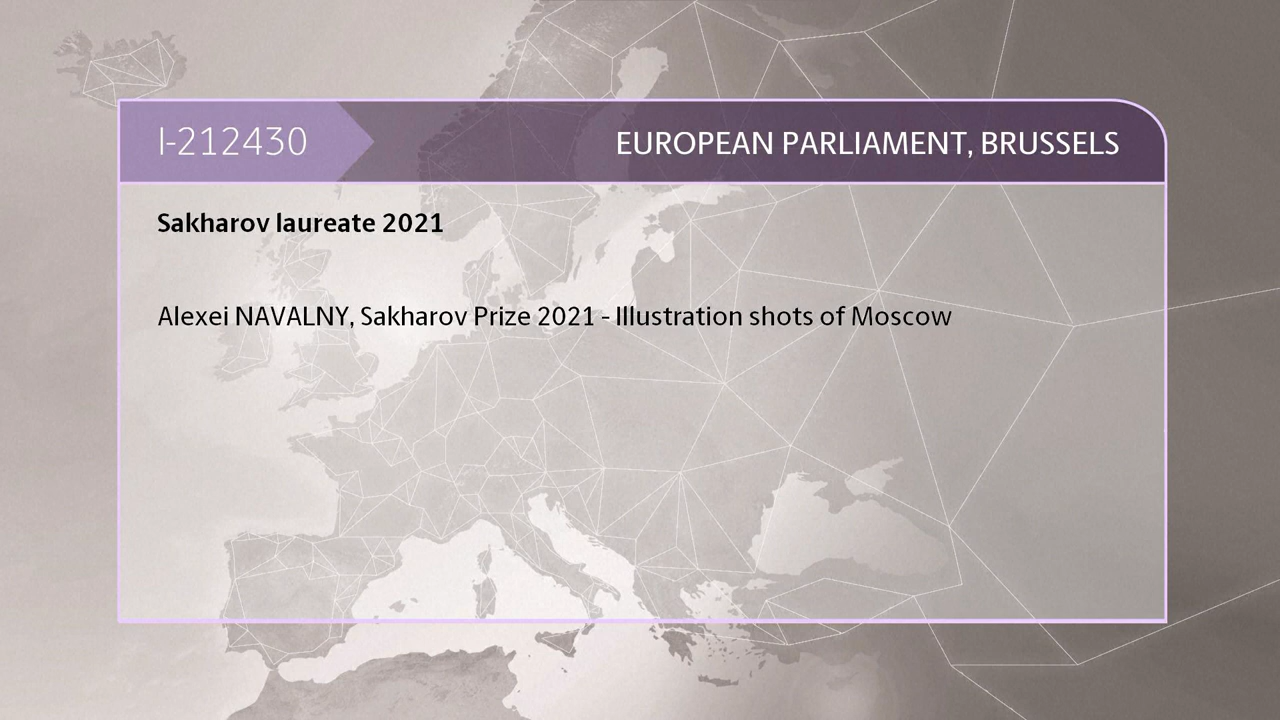 I-212430
EUROPEAN PARLIAMENT, BRUSSELS
Sakharov laureate 2021
Alexei NAVALNY, Sakharov Prize 2021 - Illustration shots of Moscow